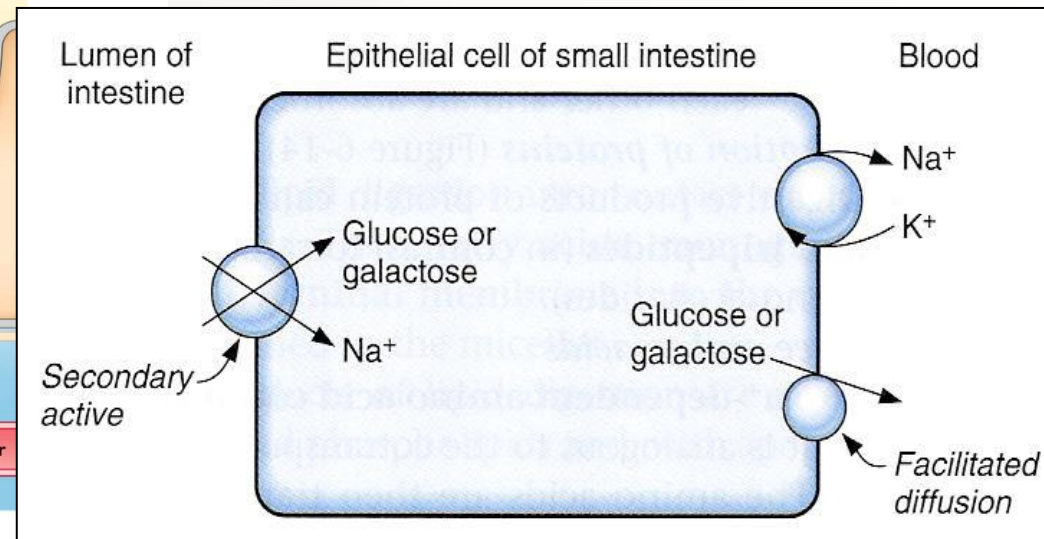 Lumen of
intestine
Epithelial cell of small intestine
Blood
Na⁺
K⁺
Glucose or
galactose
Na⁺
Glucose or
galactose
Secondary
active
Facilitated
diffusion